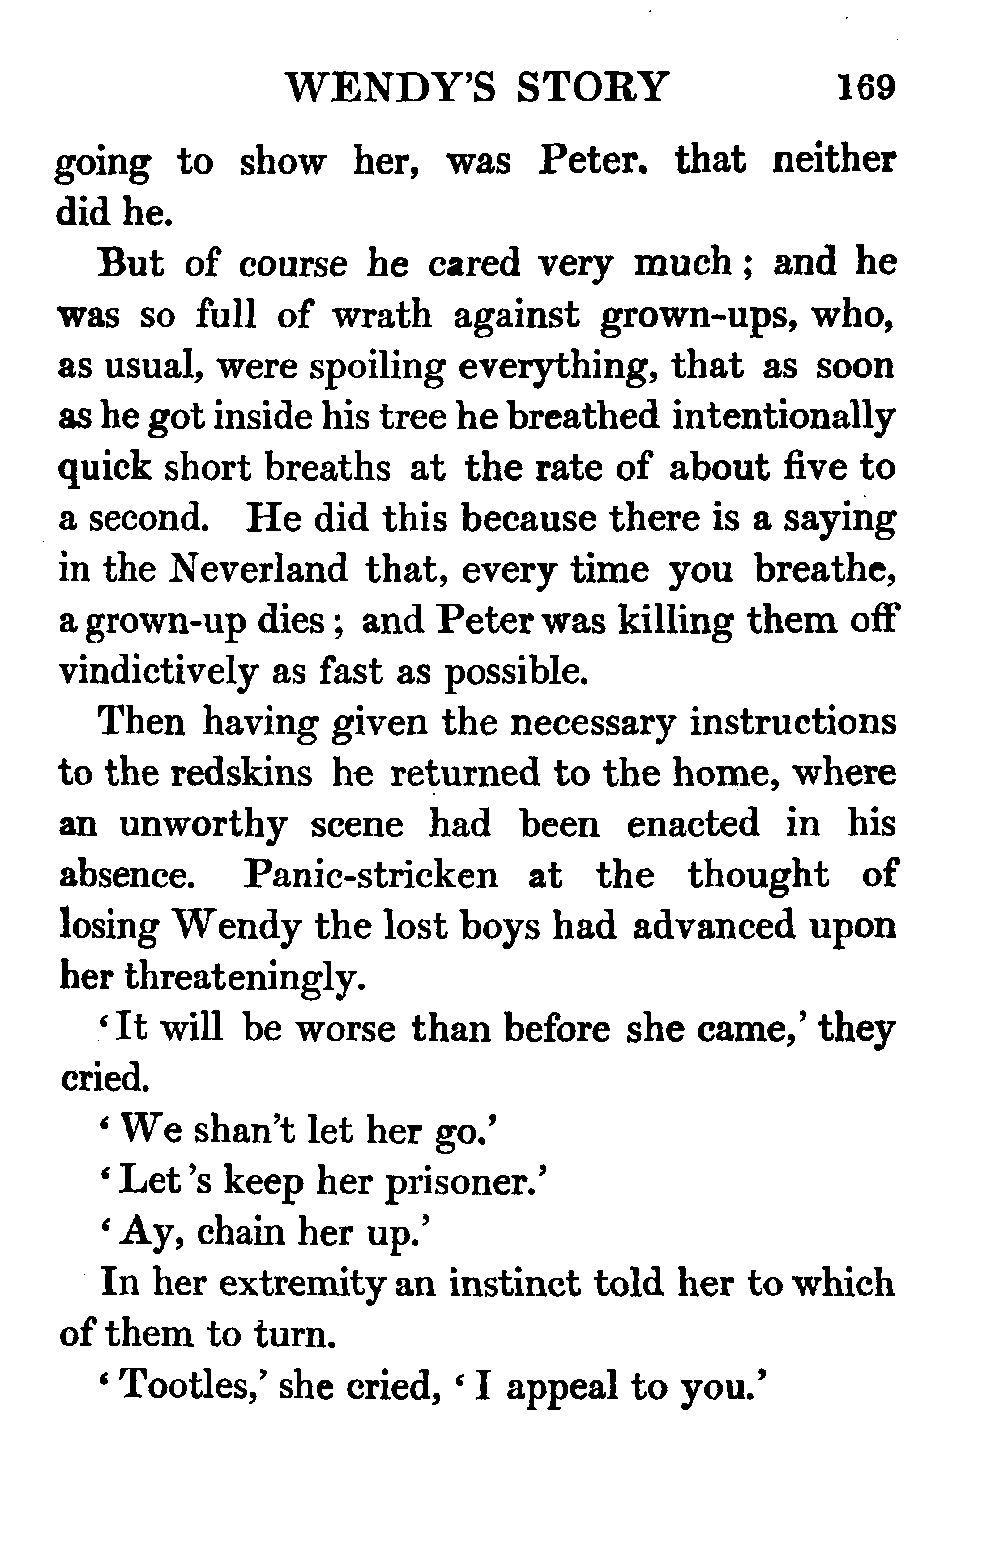 WENDY'S STORY 169
going to show her, was Peter. that neither
did he.
But of course he cared very much ; and he
was so full of wrath against grown-ups, who,
as usual, were spoiling everything, that as soon
as he got inside his tree he breathed intentionally
quick short breaths at the rate of about five to
a second. He did this because there is a saying
in the Neverland that, every time you breathe,
a grown-up dies ; and Peter was killing them off
vindictively as fast as possible.
Then having given the necessary instructions
to the redskins he returned to the home, where
an unworthy scene had been enacted in his
absence. Panic-stricken at the thought of
losing Wendy the lost boys had advanced upon
her threateningly.
‘ It will be worse than before she came,’ they
cried.
‘ We shan't let her go.’
‘ Let 's keep her prisoner.’
‘ Ay, chain her up.’
In her extremity an instinct told her to which
of them to turn.
‘ Tootles,’ she cried, ‘ I appeal to you.’